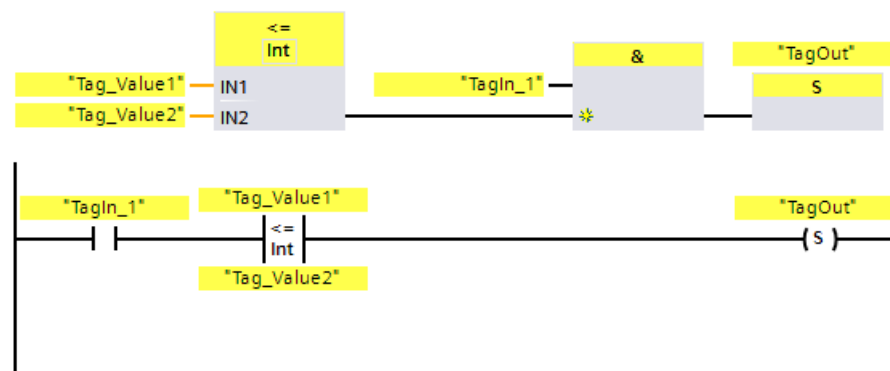 <=
Int
&
"TagOut"
"Tag_Value1"
IN1
"TagIn_1"
S
"Tag_Value2"
IN2
"TagIn_1"
"Tag_Value1"
"TagOut"
<=
Int
( S )
"Tag_Value2"